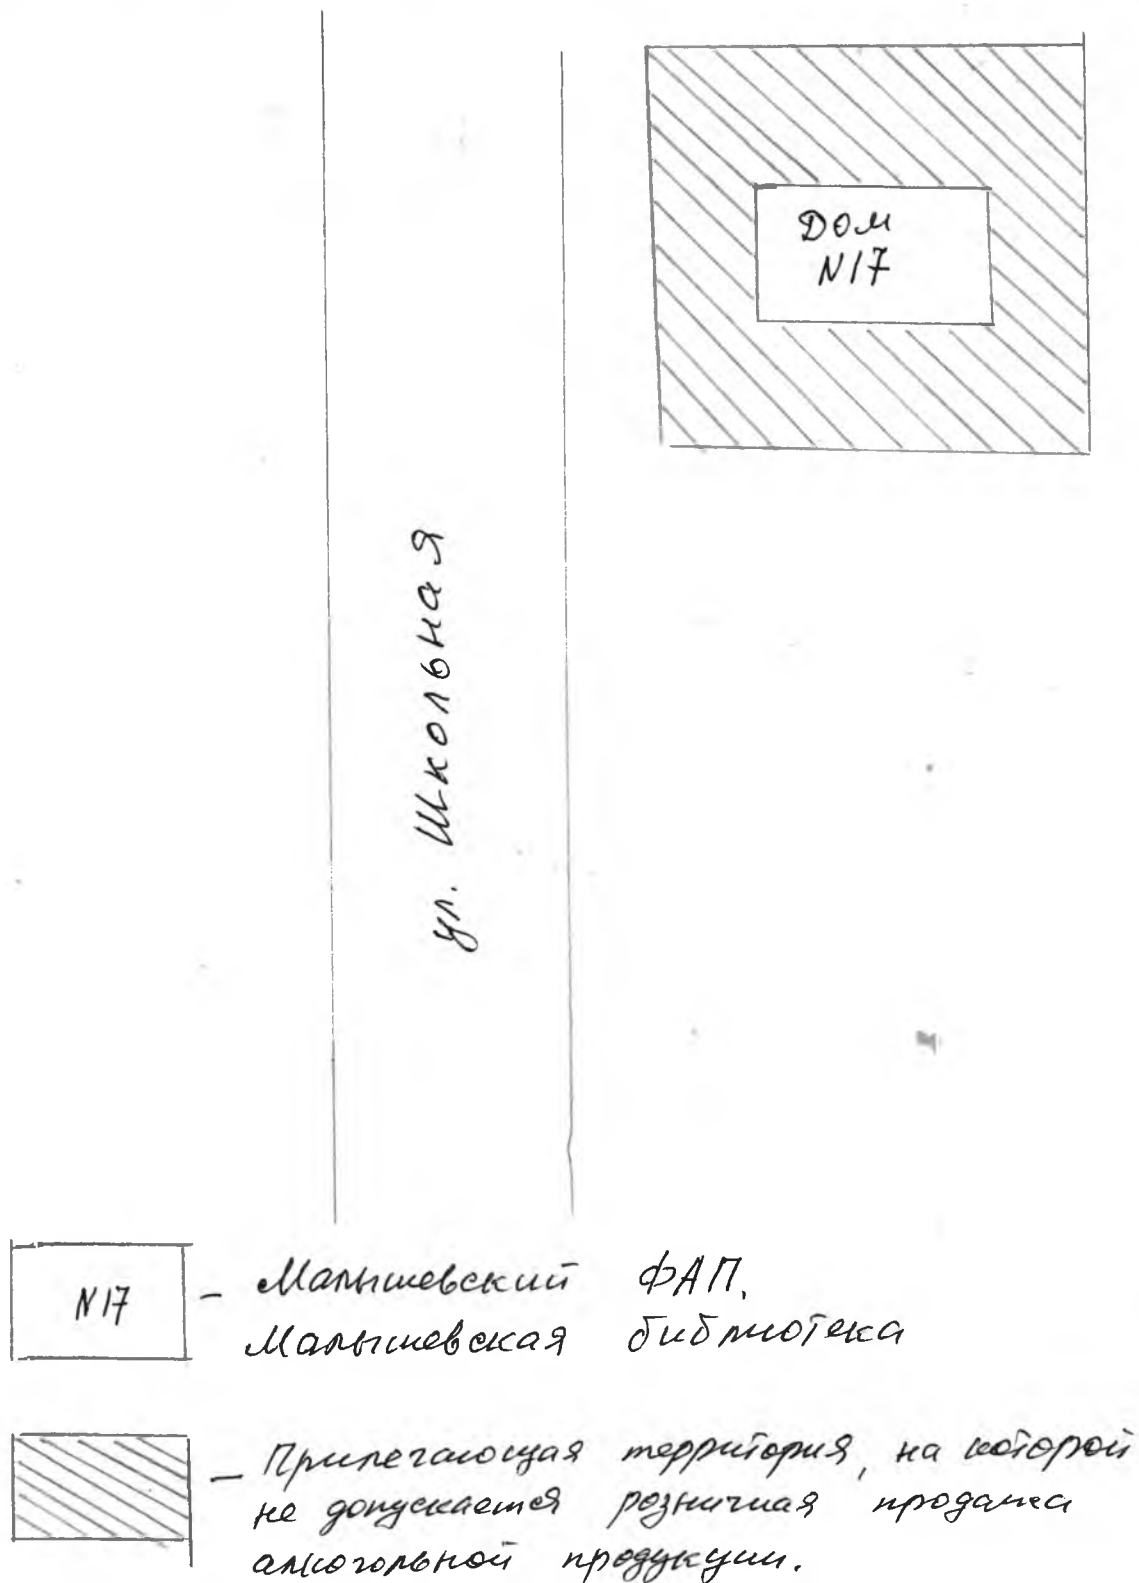 Дом
N17
ул. Школьная
N17 - Малышевский ФАП,
Малышевская библиотека
- Прилегающая территория, на которой
не допускается розничная продажа
алкогольной продукции.